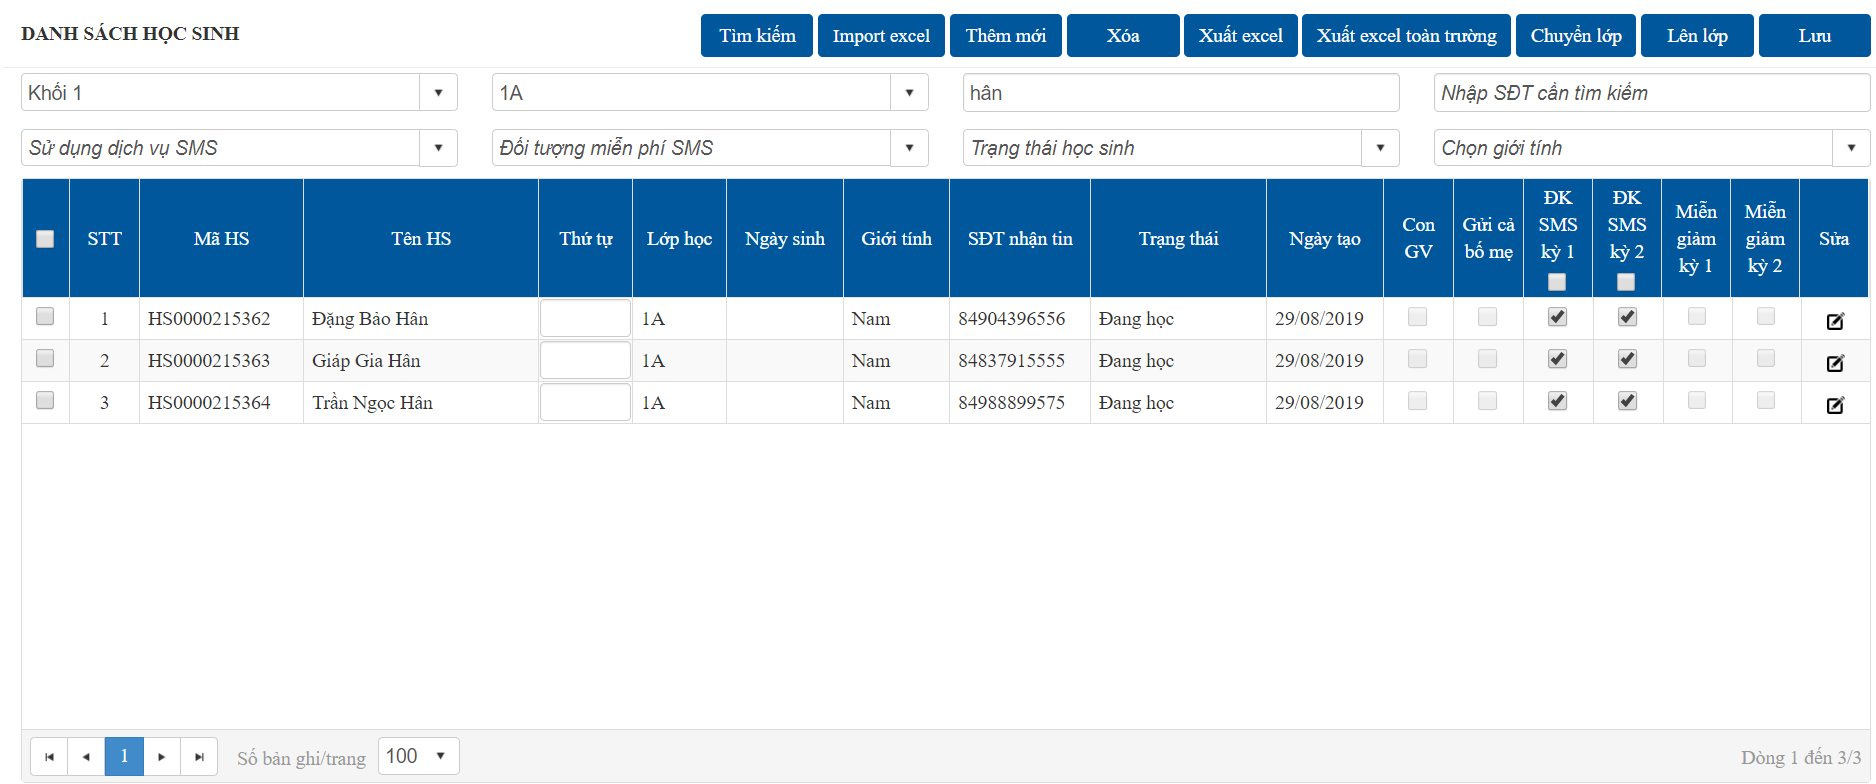 DANH SÁCH HỌC SINH
Tìm kiếm Import excel Thêm mới Xóa Xuất excel Xuất excel toàn trường Chuyển lớp Lên lớp Lưu
Khối 1 1A hân Nhập SĐT cần tìm kiếm
Sử dụng dịch vụ SMS Đối tượng miễn phí SMS Trạng thái học sinh Chọn giới tính
STT Mã HS Tên HS Thứ tự Lớp học Ngày sinh Giới tính SĐT nhận tin Trạng thái Ngày tạo Con GV Gửi cả bố mẹ ĐK SMS kỳ 1 ĐK SMS kỳ 2 Miễn giảm kỳ 1 Miễn giảm kỳ 2 Sửa
1 HS0000215362 Đặng Bảo Hân 1A Nam 84904396556 Đang học 29/08/2019
2 HS0000215363 Giáp Gia Hân 1A Nam 84837915555 Đang học 29/08/2019
3 HS0000215364 Trần Ngọc Hân 1A Nam 84988899575 Đang học 29/08/2019
1 Số bản ghi/trang 100 Dòng 1 đến 3/3